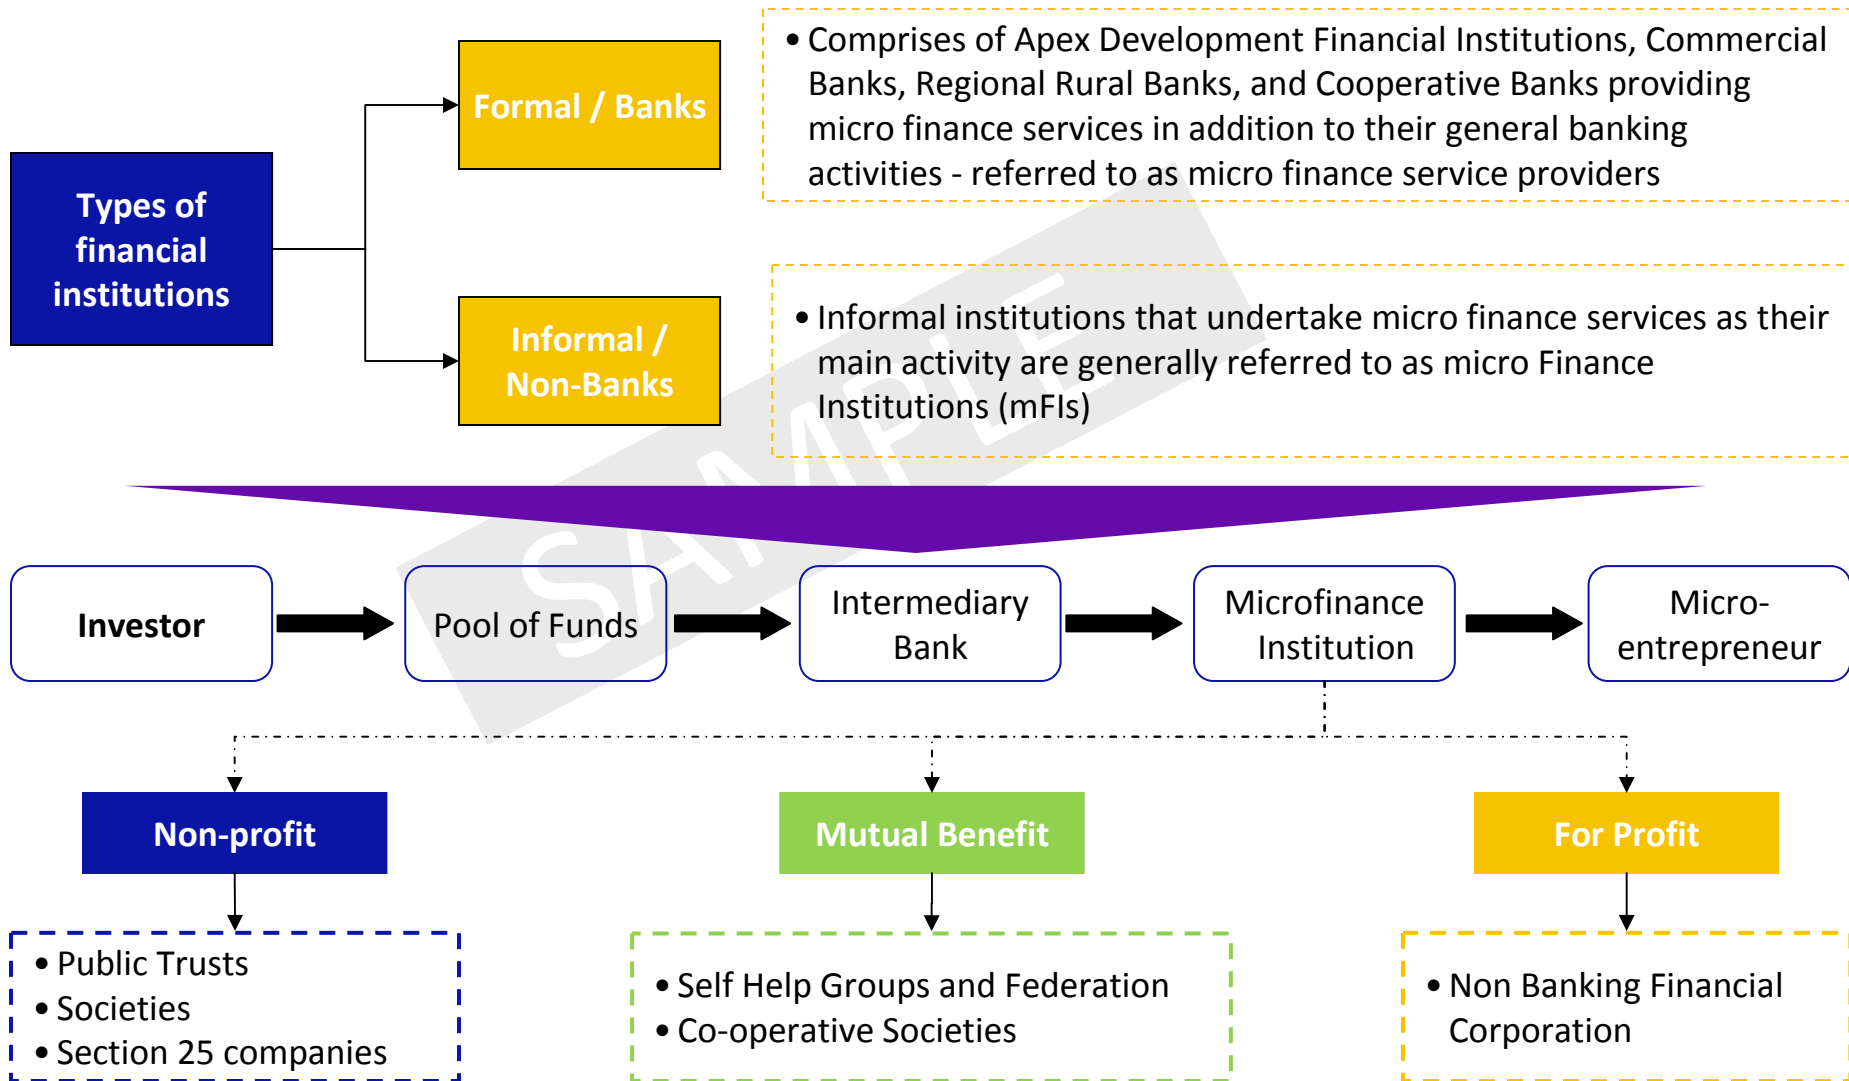 Types of
financial
institutions
Formal / Banks
• Comprises of Apex Development Financial Institutions, Commercial
Banks, Regional Rural Banks, and Cooperative Banks providing
micro finance services in addition to their general banking
activities - referred to as micro finance service providers
Informal /
Non-Banks
• Informal institutions that undertake micro finance services as their
main activity are generally referred to as micro Finance
Institutions (mFIs)
SAMPLE
Investor
Pool of Funds
Intermediary
Bank
Microfinance
Institution
Micro-
entrepreneur
Non-profit
Mutual Benefit
For Profit
• Public Trusts
• Societies
• Section 25 companies
• Self Help Groups and Federation
• Co-operative Societies
• Non Banking Financial
Corporation